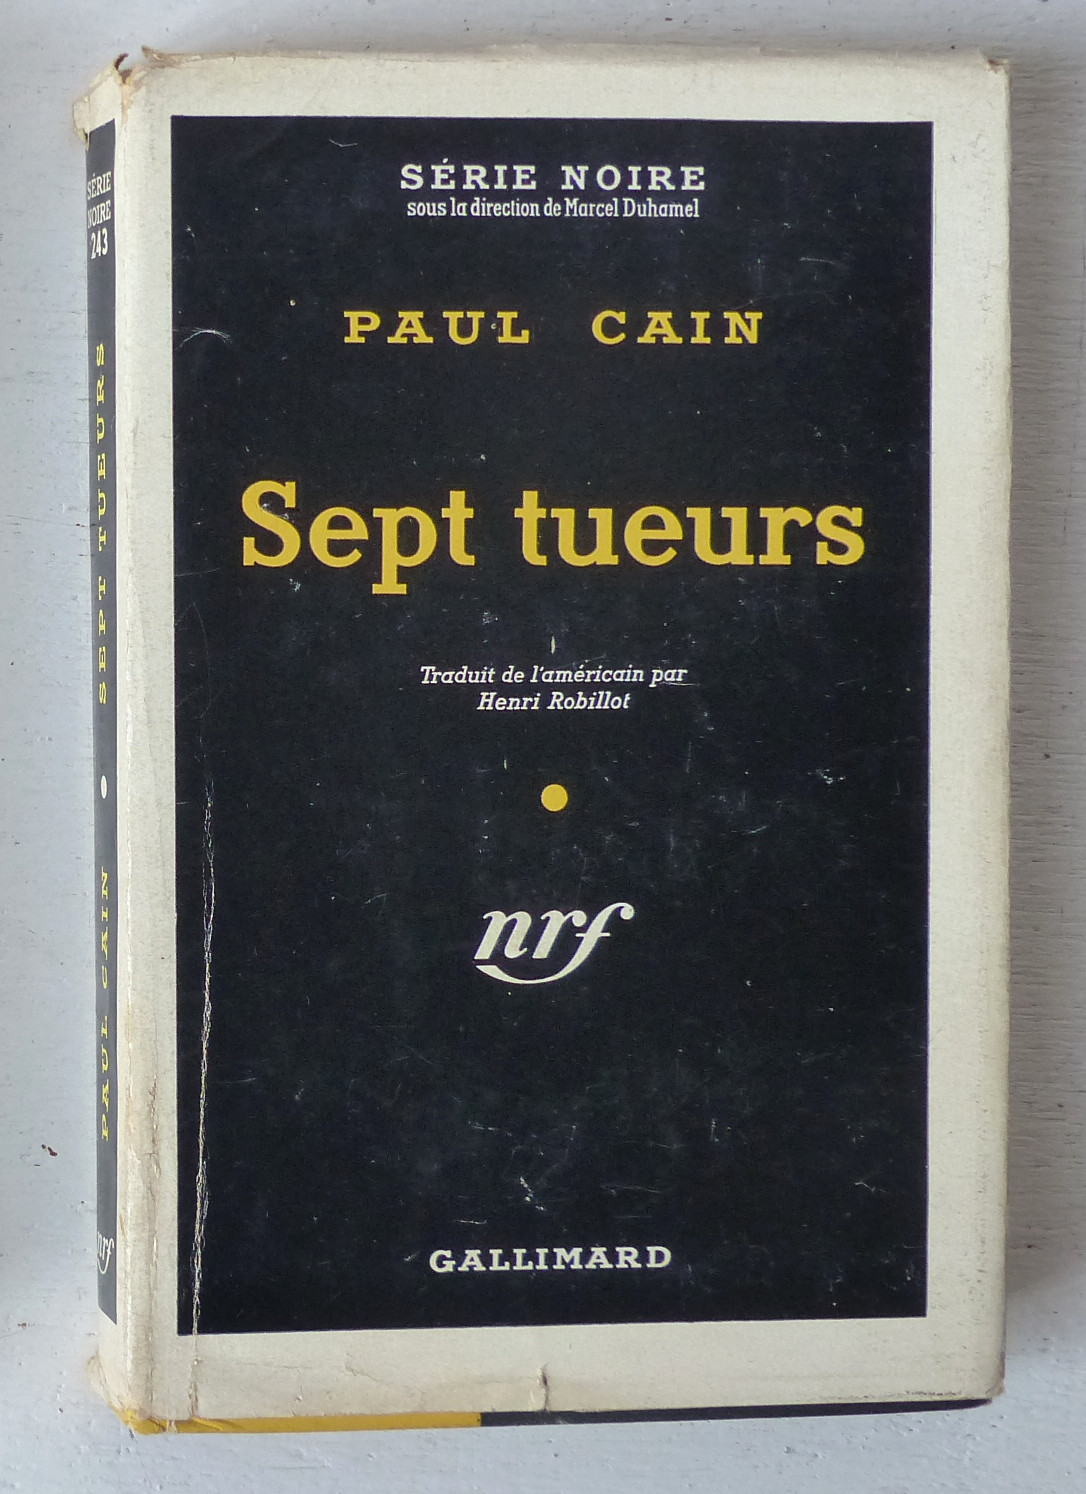 SÉRIE NOIRE
sous la direction de Marcel Duhamel
PAUL CAIN
Sept tueurs
Traduit de l'américain par
Henri Robillot
nrf
GALLIMARD
SÉRIE
NOIRE
243
SEPT TUEURS
PAUL CAIN
nrf